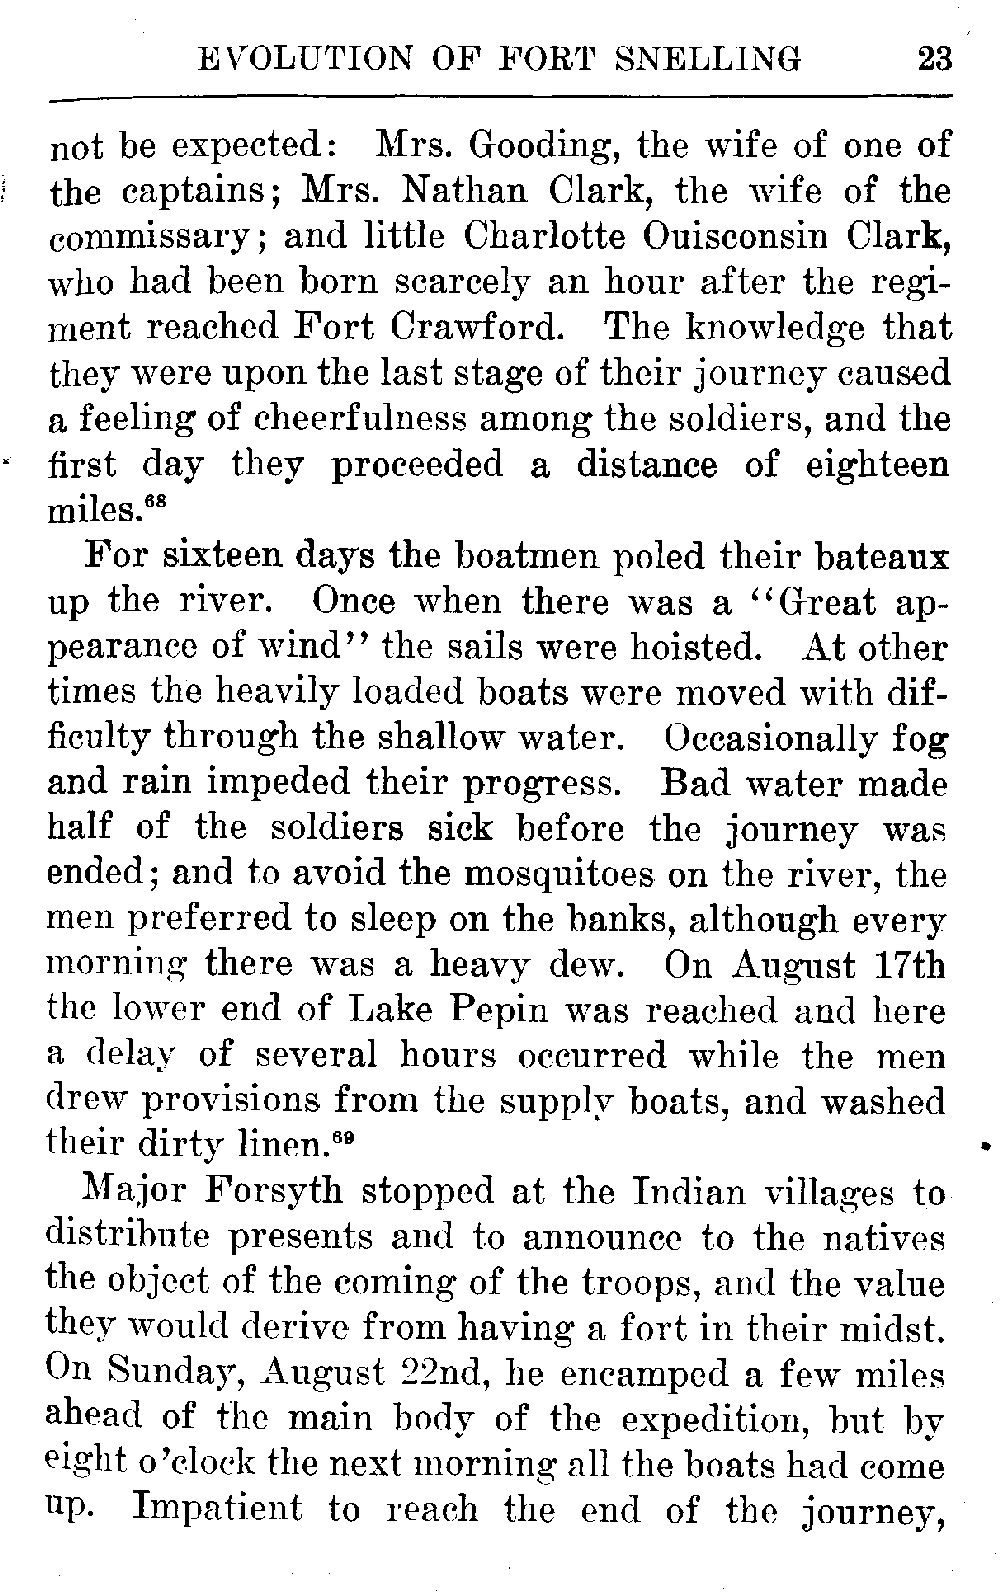 EVOLUTION OF FORT SNELLING 23
not be expected: Mrs. Gooding, the wife of one of
the captains; Mrs. Nathan Clark, the wife of the
commissary; and little Charlotte Ouisconsin Clark,
who had been born scarcely an hour after the regi-
ment reached Fort Crawford. The knowledge that
they were upon the last stage of their journey caused
a feeling of cheerfulness among the soldiers, and the
first day they proceeded a distance of eighteen
miles.⁶⁸
For sixteen days the boatmen poled their bateaux
up the river. Once when there was a "Great ap-
pearance of wind" the sails were hoisted. At other
times the heavily loaded boats were moved with dif-
ficulty through the shallow water. Occasionally fog
and rain impeded their progress. Bad water made
half of the soldiers sick before the journey was
ended; and to avoid the mosquitoes on the river, the
men preferred to sleep on the banks, although every
morning there was a heavy dew. On August 17th
the lower end of Lake Pepin was reached and here
a delay of several hours occurred while the men
drew provisions from the supply boats, and washed
their dirty linen.⁶⁹
Major Forsyth stopped at the Indian villages to
distribute presents and to announce to the natives
the object of the coming of the troops, and the value
they would derive from having a fort in their midst.
On Sunday, August 22nd, he encamped a few miles
ahead of the main body of the expedition, but by
eight o'clock the next morning all the boats had come
up. Impatient to reach the end of the journey,